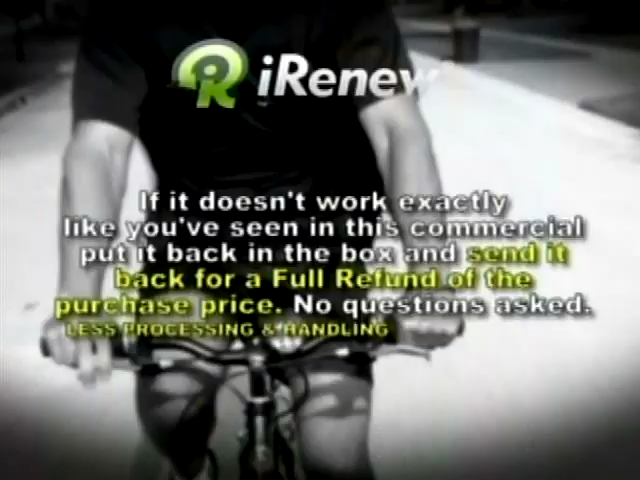 iRenew
If it doesn't work exactly
like you've seen in this commercial
put it back in the box and send it
back for a Full Refund of the
purchase price. No questions asked.
LESS PROCESSING & HANDLING